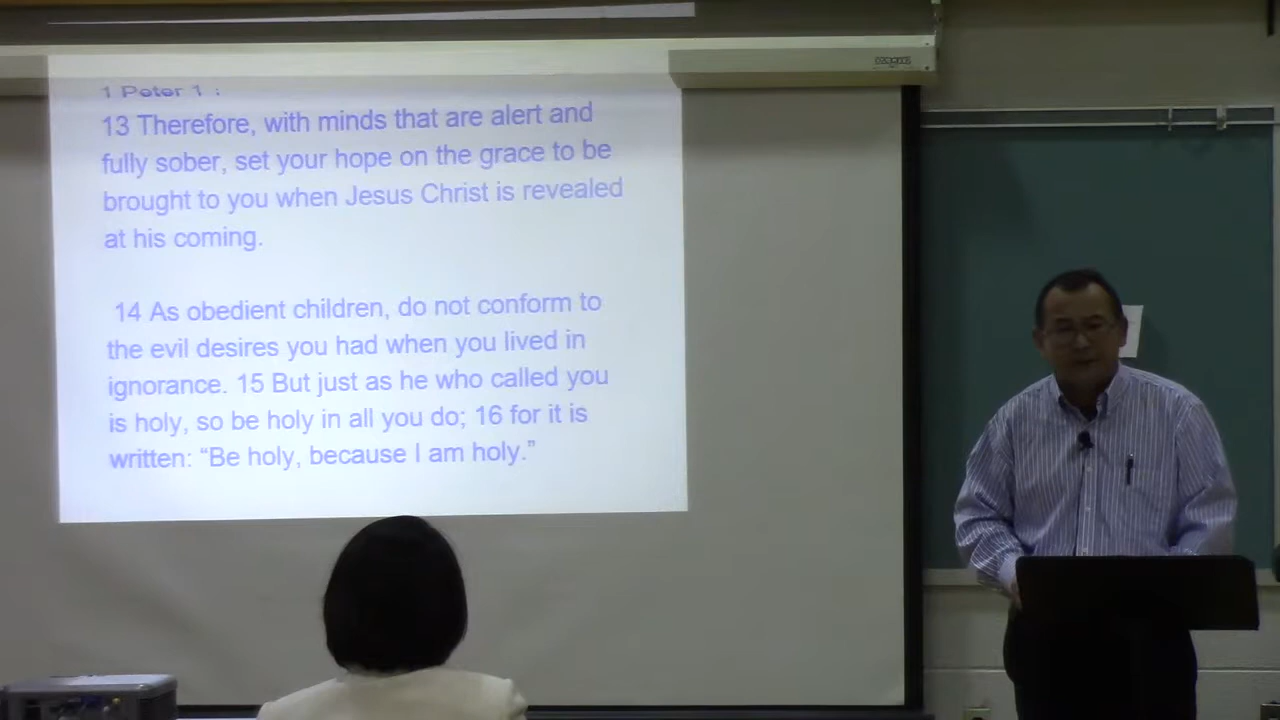 1 Peter 1 :
13 Therefore, with minds that are alert and
fully sober, set your hope on the grace to be
brought to you when Jesus Christ is revealed
at his coming.
14 As obedient children, do not conform to
the evil desires you had when you lived in
ignorance. 15 But just as he who called you
is holy, so be holy in all you do; 16 for it is
written: “Be holy, because I am holy.”